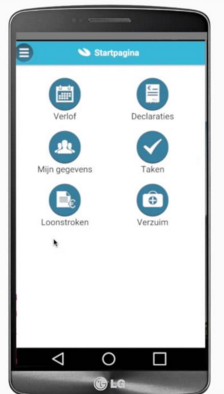 Startpagina
Verlof
Declaraties
Mijn gegevens
Taken
Loonstroken
Verzuim
LG